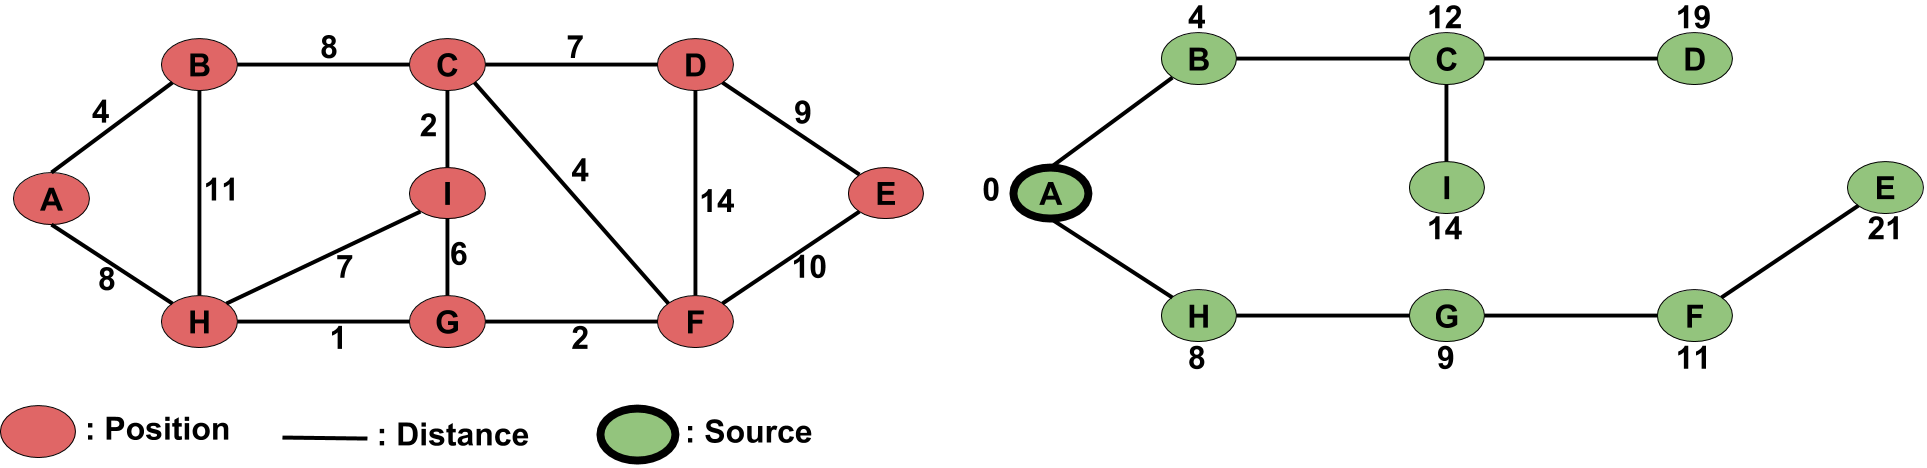 4 12 19
B 8 C 7 D
B C D
4 2 9
4
A I E
11 14
0 A I E
14 21
8 7 6 10
H 1 G 2 F
H G F
8 9 11
: Position : Distance : Source